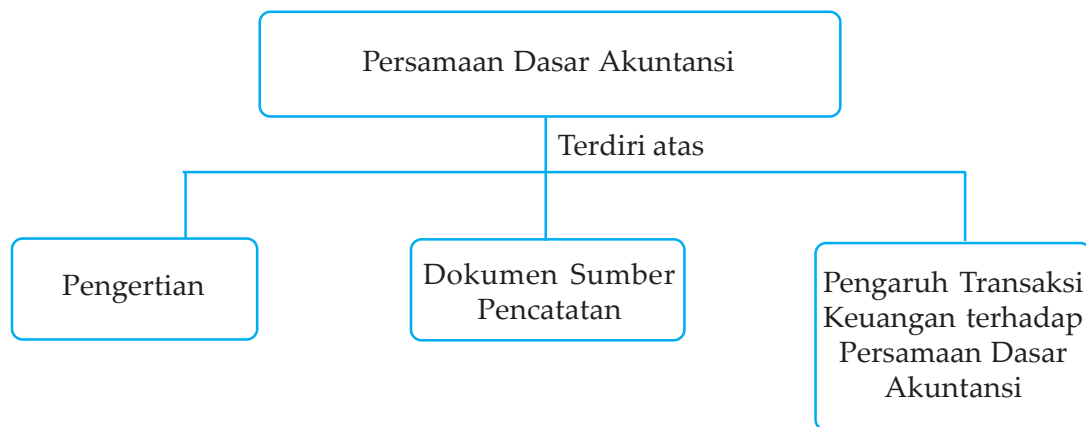 Persamaan Dasar Akuntansi
Terdiri atas
Pengertian
Dokumen Sumber
Pencatatan
Pengaruh Transaksi
Keuangan terhadap
Persamaan Dasar
Akuntansi